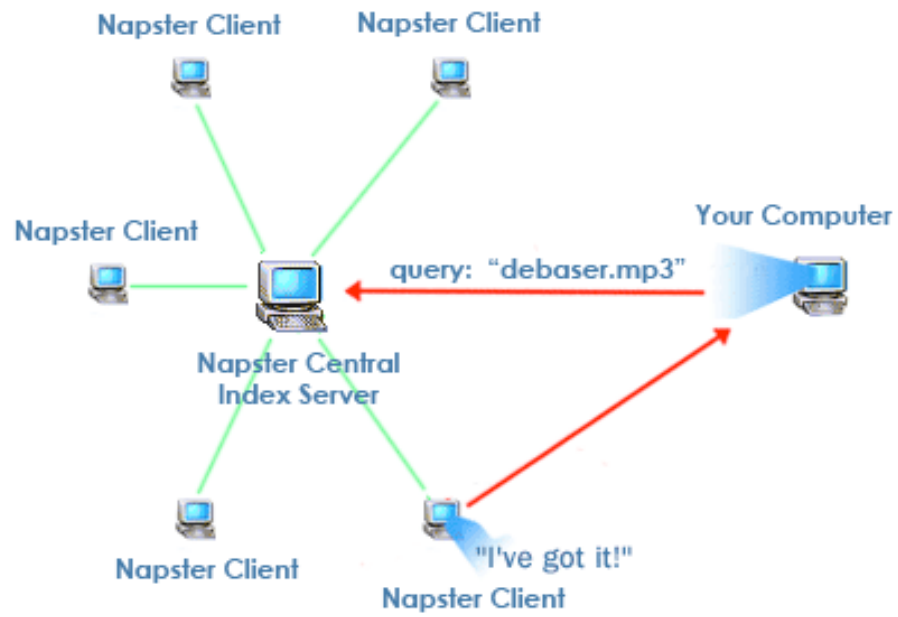 Napster Client
Napster Client
Your Computer
Napster Client
query: “debaser.mp3”
Napster Central
Index Server
"I've got it!"
Napster Client
Napster Client